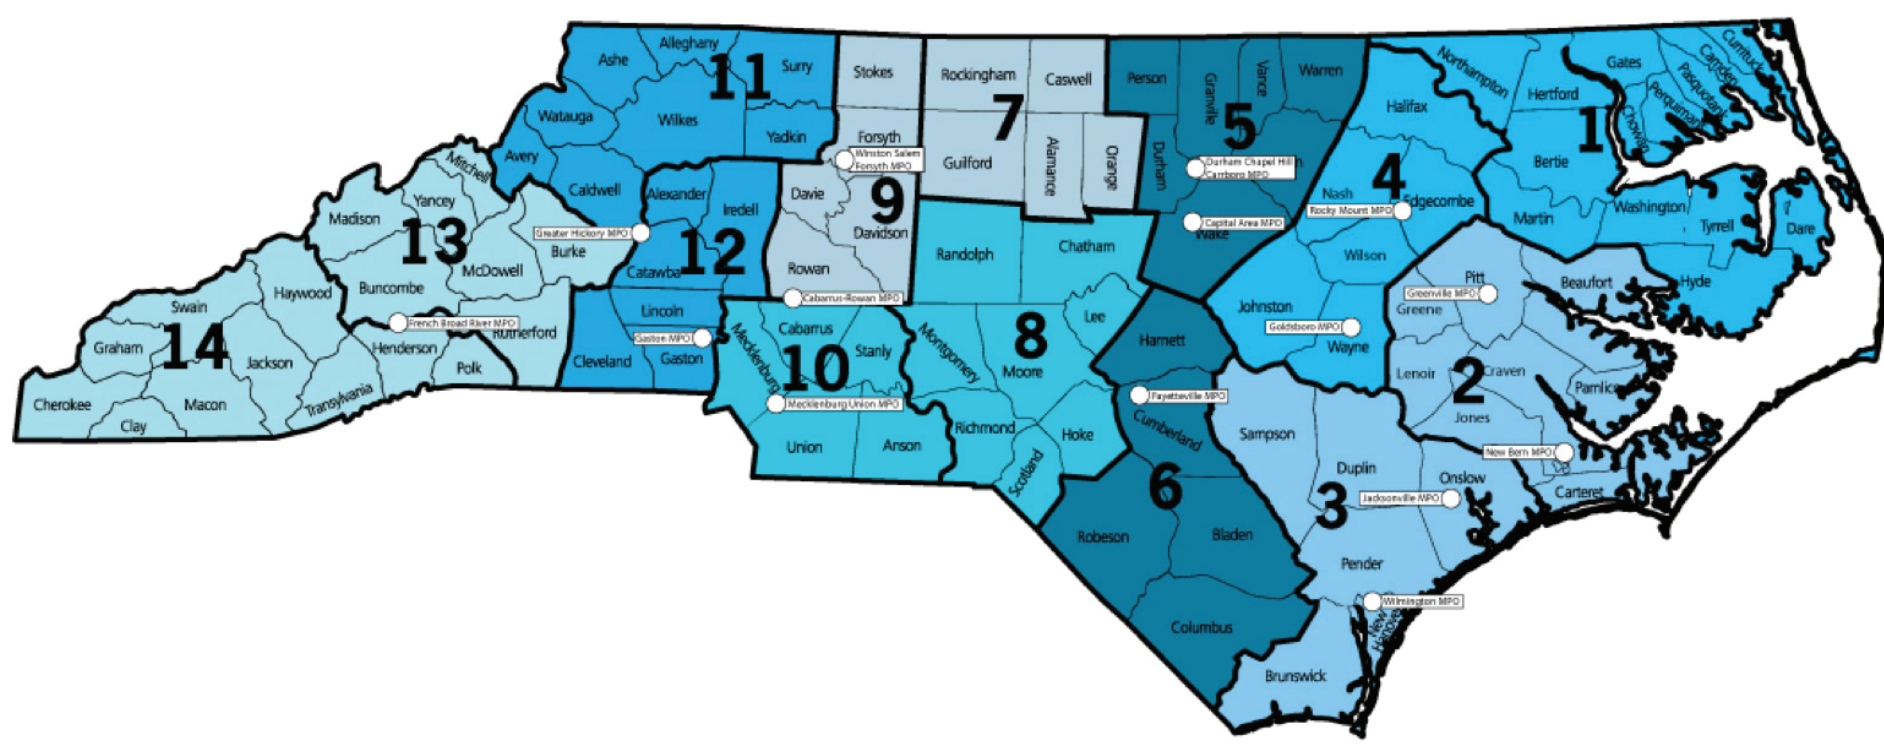 Ashe
Alleghany
11
Surry
Watauga
Wilkes
Yadkin
Avery
Caldwell
Stokes
Forsyth
Winston Salem
Forsyth MPO
Davie
9
Davidson
Rowan
Cabarrus-Rowan MPO
Rockingham
Caswell
7
Guilford
Alamance
Orange
Person
Granville
Vance
Warren
5
Durham
Durham Chapel Hill
Carrboro MPO
Capital Area MPO
Wake
Halifax
4
Nash
Rocky Mount MPO
Edgecombe
Wilson
Johnston
Goldsboro MPO
Wayne
Northampton
Hertford
Gates
Currituck
Camden
Pasquotank
Perquimans
Chowan
1
Bertie
Martin
Washington
Tyrrell
Dare
Hyde
Mitchell
Yancey
Madison
13
McDowell
Burke
Buncombe
French Broad River MPO
Rutherford
Henderson
Polk
Haywood
Swain
Graham
14
Jackson
Cherokee
Macon
Clay
Transylvania
Alexander
Iredell
Greater Hickory MPO
12
Catawba
Lincoln
Gaston MPO
Cleveland
Gaston
Mecklenburg
Cabarrus
10
Stanly
Mecklenburg Union MPO
Union
Anson
Randolph
Chatham
Lee
8
Montgomery
Moore
Richmond
Hoke
Scotland
Harnett
Fayetteville MPO
Cumberland
6
Robeson
Bladen
Columbus
Pitt
Beaufort
Greenville MPO
Greene
Lenoir
2
Craven
Pamlico
Jones
New Bern MPO
Carteret
Sampson
Duplin
Onslow
Jacksonville MPO
3
Pender
Wilmington MPO
New
Hanover
Brunswick